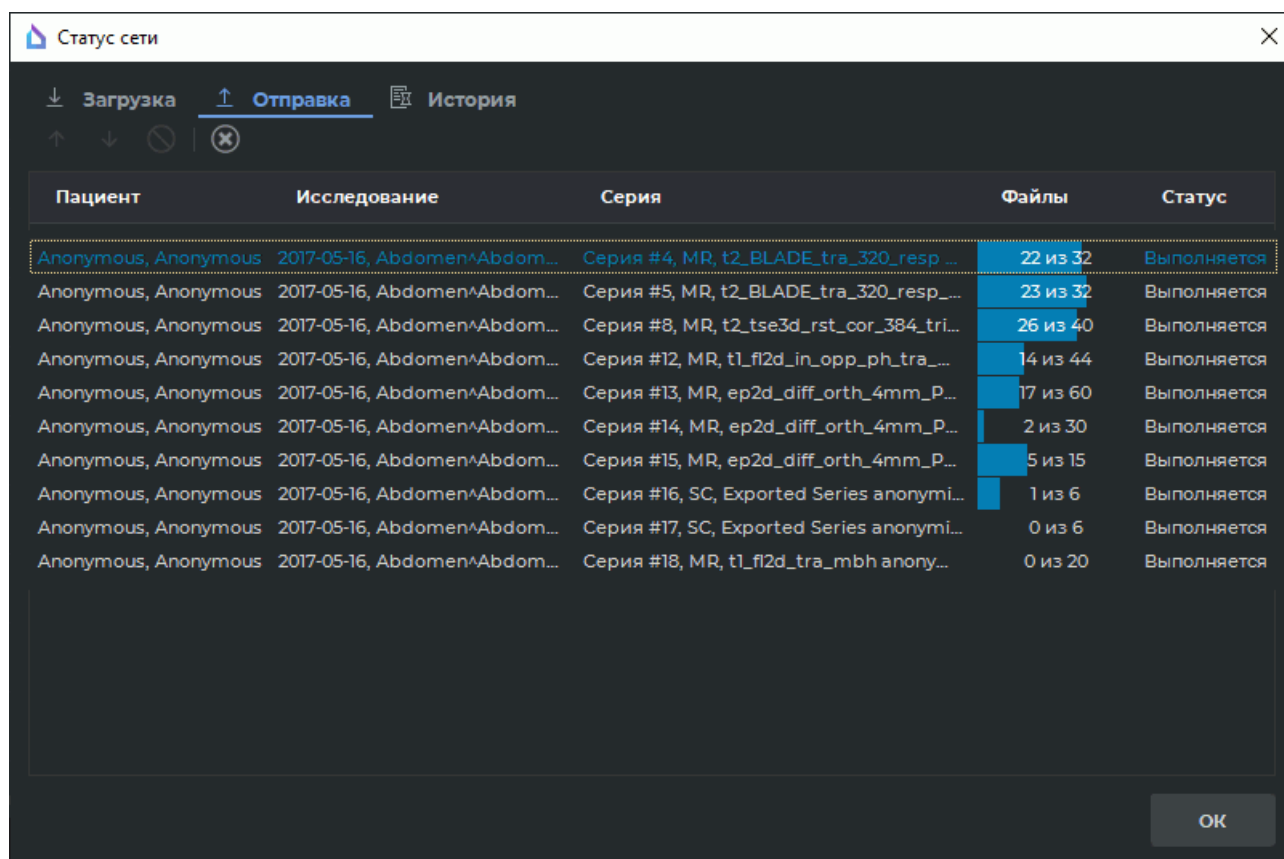 Статус сети
Загрузка Отправка История
Пациент Исследование Серия Файлы Статус
Anonymous, Anonymous 2017-05-16, Abdomen^Abdom... Серия #4, MR, t2_BLADE_tra_320_resp ... 22 из 32 Выполняется
Anonymous, Anonymous 2017-05-16, Abdomen^Abdom... Серия #5, MR, t2_BLADE_tra_320_resp_... 23 из 32 Выполняется
Anonymous, Anonymous 2017-05-16, Abdomen^Abdom... Серия #8, MR, t2_tse3d_rst_cor_384_tri... 26 из 40 Выполняется
Anonymous, Anonymous 2017-05-16, Abdomen^Abdom... Серия #12, MR, t1_fl2d_in_opp_ph_tra_... 14 из 44 Выполняется
Anonymous, Anonymous 2017-05-16, Abdomen^Abdom... Серия #13, MR, ep2d_diff_orth_4mm_P... 17 из 60 Выполняется
Anonymous, Anonymous 2017-05-16, Abdomen^Abdom... Серия #14, MR, ep2d_diff_orth_4mm_P... 2 из 30 Выполняется
Anonymous, Anonymous 2017-05-16, Abdomen^Abdom... Серия #15, MR, ep2d_diff_orth_4mm_P... 5 из 15 Выполняется
Anonymous, Anonymous 2017-05-16, Abdomen^Abdom... Серия #16, SC, Exported Series anonymi... 1 из 6 Выполняется
Anonymous, Anonymous 2017-05-16, Abdomen^Abdom... Серия #17, SC, Exported Series anonymi... 0 из 6 Выполняется
Anonymous, Anonymous 2017-05-16, Abdomen^Abdom... Серия #18, MR, t1_fl2d_tra_mbh anony... 0 из 20 Выполняется
ОК